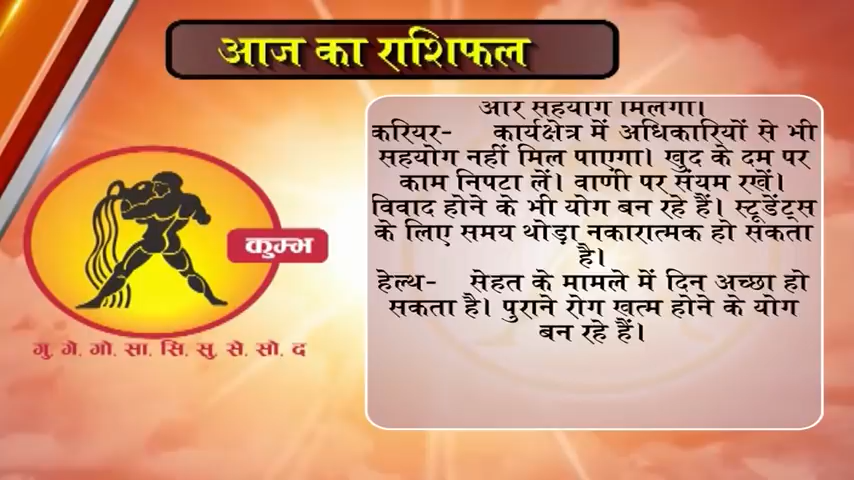 आज का राशिफल
और सहयोग मिलेगा।
करियर- कार्यक्षेत्र में अधिकारियों से भी
सहयोग नहीं मिल पाएगा। खुद के दम पर
काम निपटा लें। वाणी पर संयम रखें।
विवाद होने के भी योग बन रहे हैं। स्टूडेंट्स
के लिए समय थोड़ा नकारात्मक हो सकता
है।
हेल्थ- सेहत के मामले में दिन अच्छा हो
सकता है। पुराने रोग खत्म होने के योग
बन रहे हैं।
कुम्भ
गु, गे, गो, सा, सि, सु, से, सो, द